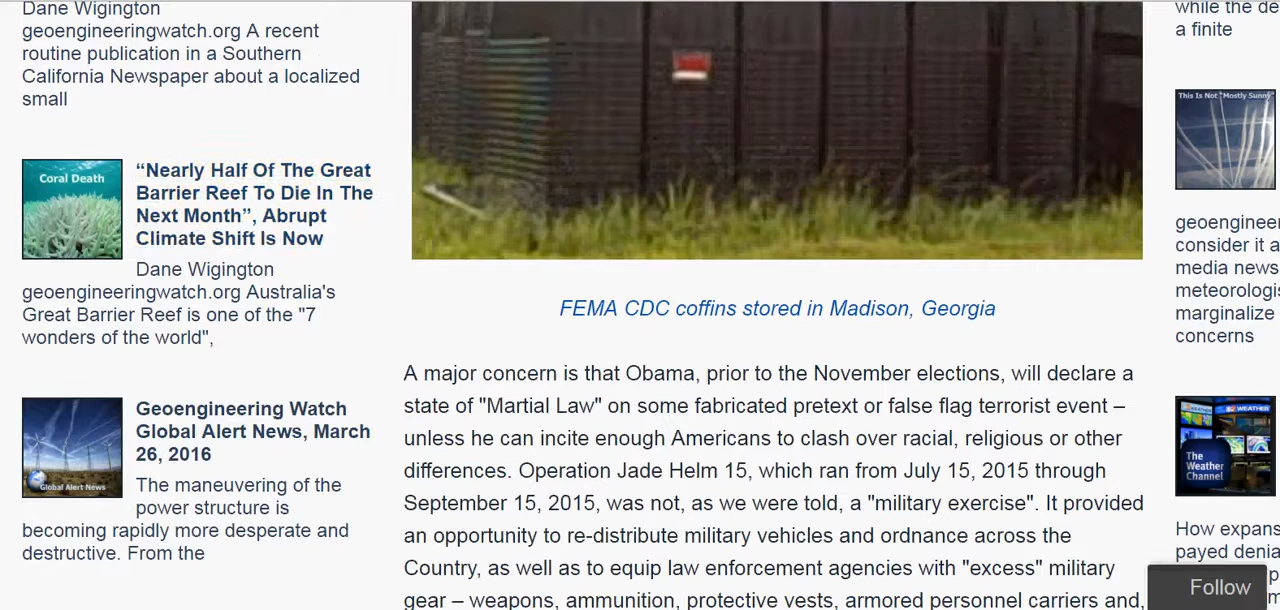 Dane Wigington
geoengineeringwatch.org A recent
routine publication in a Southern
California Newspaper about a localized
small
Coral Death
“Nearly Half Of The Great
Barrier Reef To Die In The
Next Month”, Abrupt
Climate Shift Is Now
Dane Wigington
geoengineeringwatch.org Australia's
Great Barrier Reef is one of the "7
wonders of the world",
Global Alert News
Geoengineering Watch
Global Alert News, March
26, 2016
The maneuvering of the
power structure is
becoming rapidly more desperate and
destructive. From the
FEMA CDC coffins stored in Madison, Georgia
A major concern is that Obama, prior to the November elections, will declare a
state of "Martial Law" on some fabricated pretext or false flag terrorist event –
unless he can incite enough Americans to clash over racial, religious or other
differences. Operation Jade Helm 15, which ran from July 15, 2015 through
September 15, 2015, was not, as we were told, a "military exercise". It provided
an opportunity to re-distribute military vehicles and ordnance across the
Country, as well as to equip law enforcement agencies with "excess" military
gear – weapons, ammunition, protective vests, armored personnel carriers and,
while the de
a finite
This Is Not "Mostly Sunny"
geoengineer
consider it a
media news
meteorologis
marginalize
concerns
WEATHER
The
Weather
Channel
How expans
payed denia
Follow